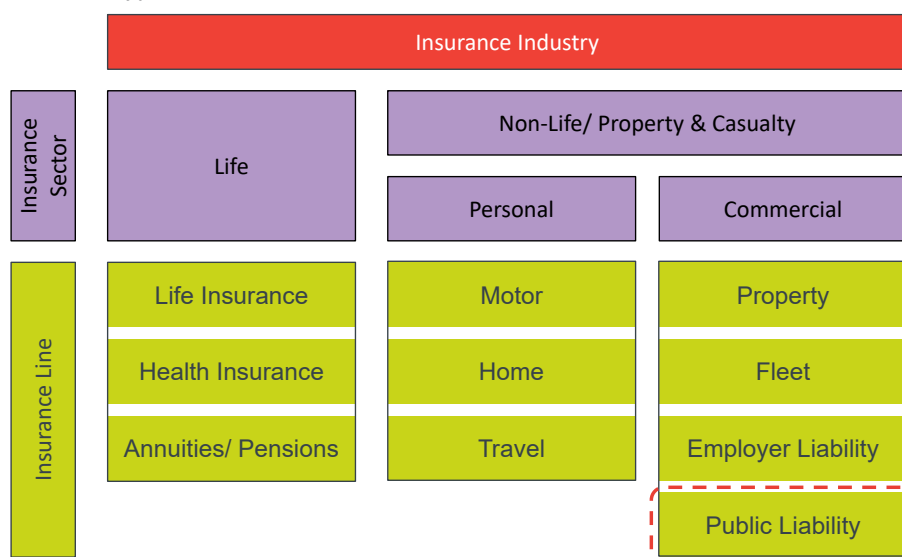 Insurance Industry
Insurance
Sector
Life
Non-Life/ Property & Casualty
Personal
Commercial
Insurance Line
Life Insurance
Motor
Property
Health Insurance
Home
Fleet
Annuities/ Pensions
Travel
Employer Liability
Public Liability